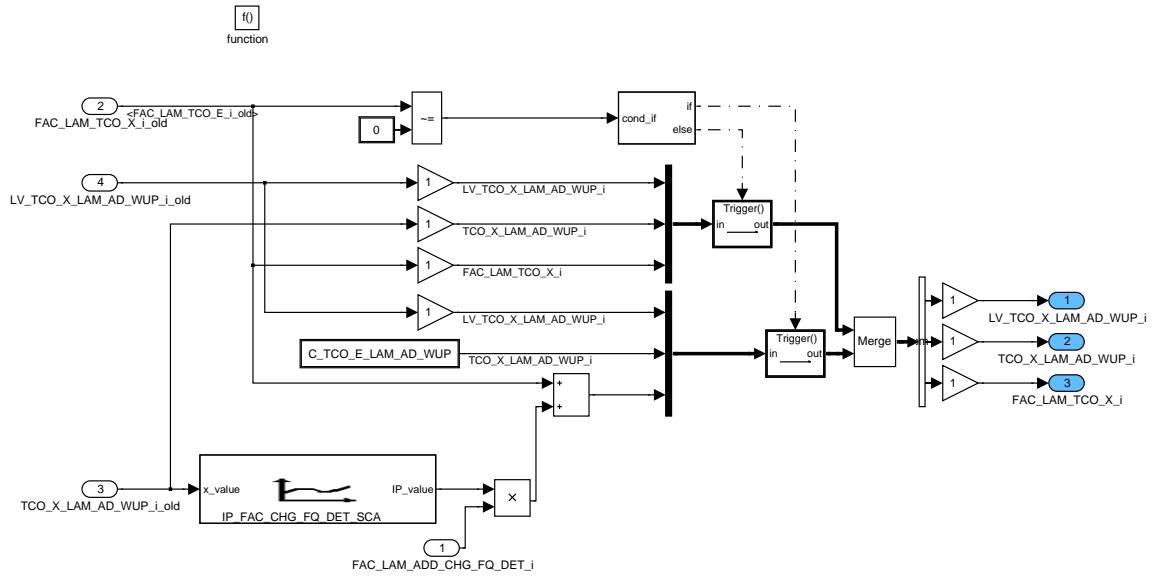 f()
function
2
<FAC_LAM_TCO_E_i_old>
FAC_LAM_TCO_X_i_old
0
~=
cond_if
if
else
4
LV_TCO_X_LAM_AD_WUP_i_old
1
LV_TCO_X_LAM_AD_WUP_i
1
TCO_X_LAM_AD_WUP_i
1
FAC_LAM_TCO_X_i
Trigger()
in
out
1
LV_TCO_X_LAM_AD_WUP_i
C_TCO_E_LAM_AD_WUP
TCO_X_LAM_AD_WUP_i
+
+
Trigger()
in
out
Merge
1
1
LV_TCO_X_LAM_AD_WUP_i
1
2
TCO_X_LAM_AD_WUP_i
1
3
FAC_LAM_TCO_X_i
3
TCO_X_LAM_AD_WUP_i_old
x_value
IP_value
IP_FAC_CHG_FQ_DET_SCA
×
1
FAC_LAM_ADD_CHG_FQ_DET_i